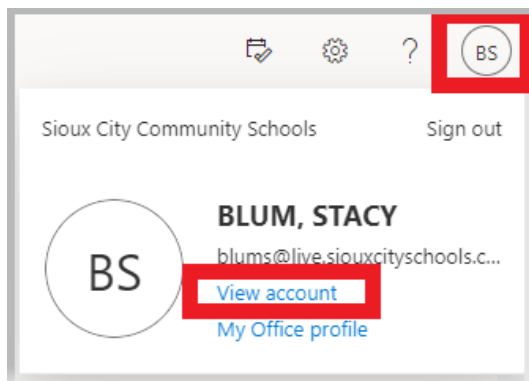 ? BS
Sioux City Community Schools Sign out
BLUM, STACY
BS
blums@live.siouxcityschools.c...
View account
My Office profile